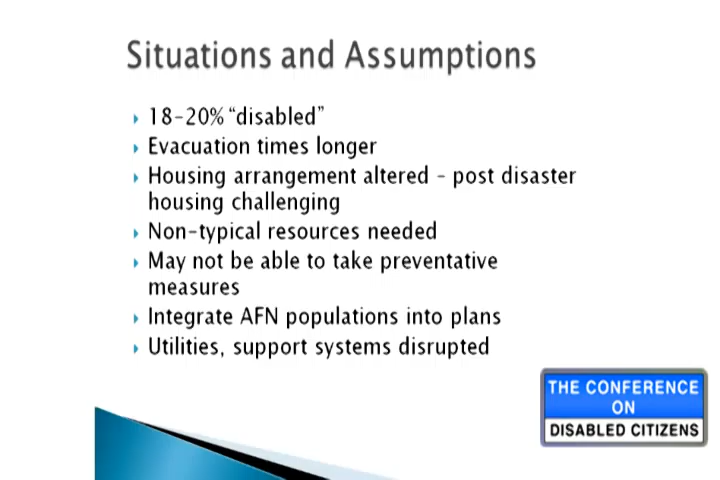 Situations and Assumptions
18-20% “disabled”
Evacuation times longer
Housing arrangement altered - post disaster
housing challenging
Non-typical resources needed
May not be able to take preventative
measures
Integrate AFN populations into plans
Utilities, support systems disrupted
THE CONFERENCE
ON
DISABLED CITIZENS